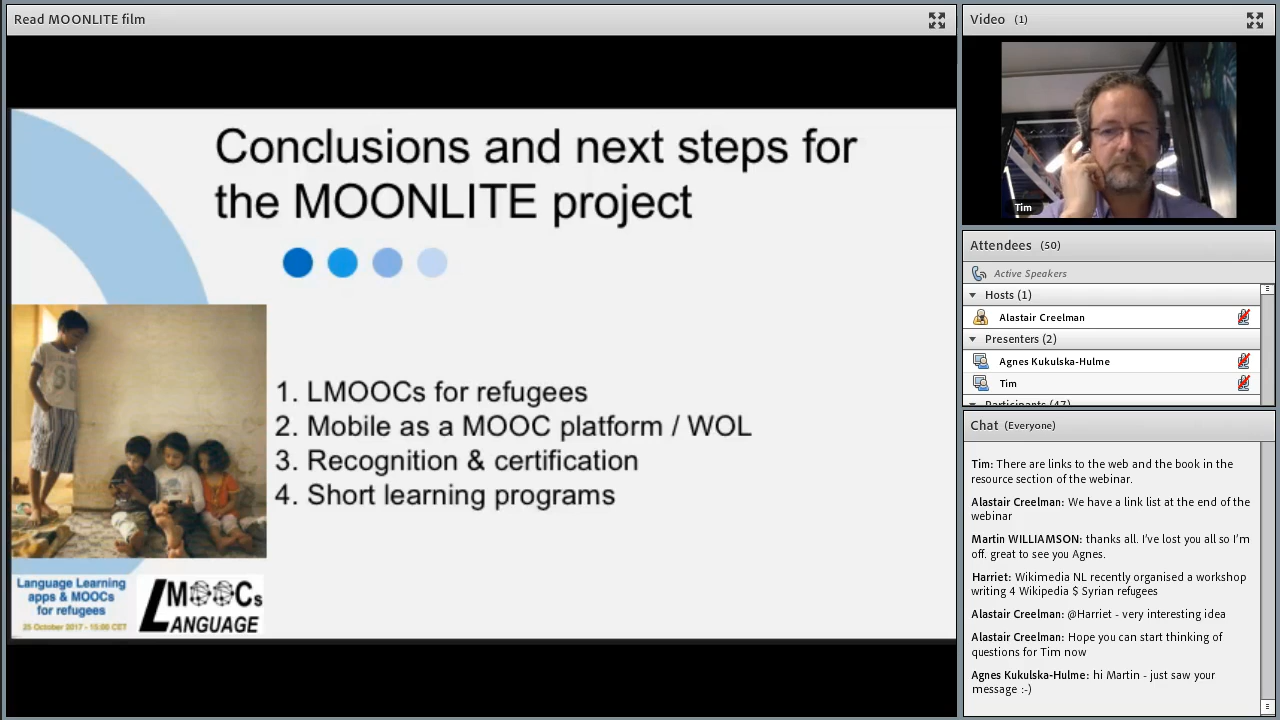 Read MOONLITE film
Conclusions and next steps for
the MOONLITE project
1. LMOOCs for refugees
2. Mobile as a MOOC platform / WOL
3. Recognition & certification
4. Short learning programs
Language Learning
apps & MOOCs
for refugees
25 October 2017 - 15:00 CET
LMOOCs
LANGUAGE
Video (1)
Tim
Attendees (50)
Active Speakers
Hosts (1)
Alastair Creelman
Presenters (2)
Agnes Kukulska-Hulme
Tim
Participants (47)
Chat (Everyone)
Tim: There are links to the web and the book in the
resource section of the webinar.
Alastair Creelman: We have a link list at the end of the
webinar
Martin WILLIAMSON: thanks all. I've lost you all so I'm
off. great to see you Agnes.
Harriet: Wikimedia NL recently organised a workshop
writing 4 Wikipedia $ Syrian refugees
Alastair Creelman: @Harriet - very interesting idea
Alastair Creelman: Hope you can start thinking of
questions for Tim now
Agnes Kukulska-Hulme: hi Martin - just saw your
message :-)